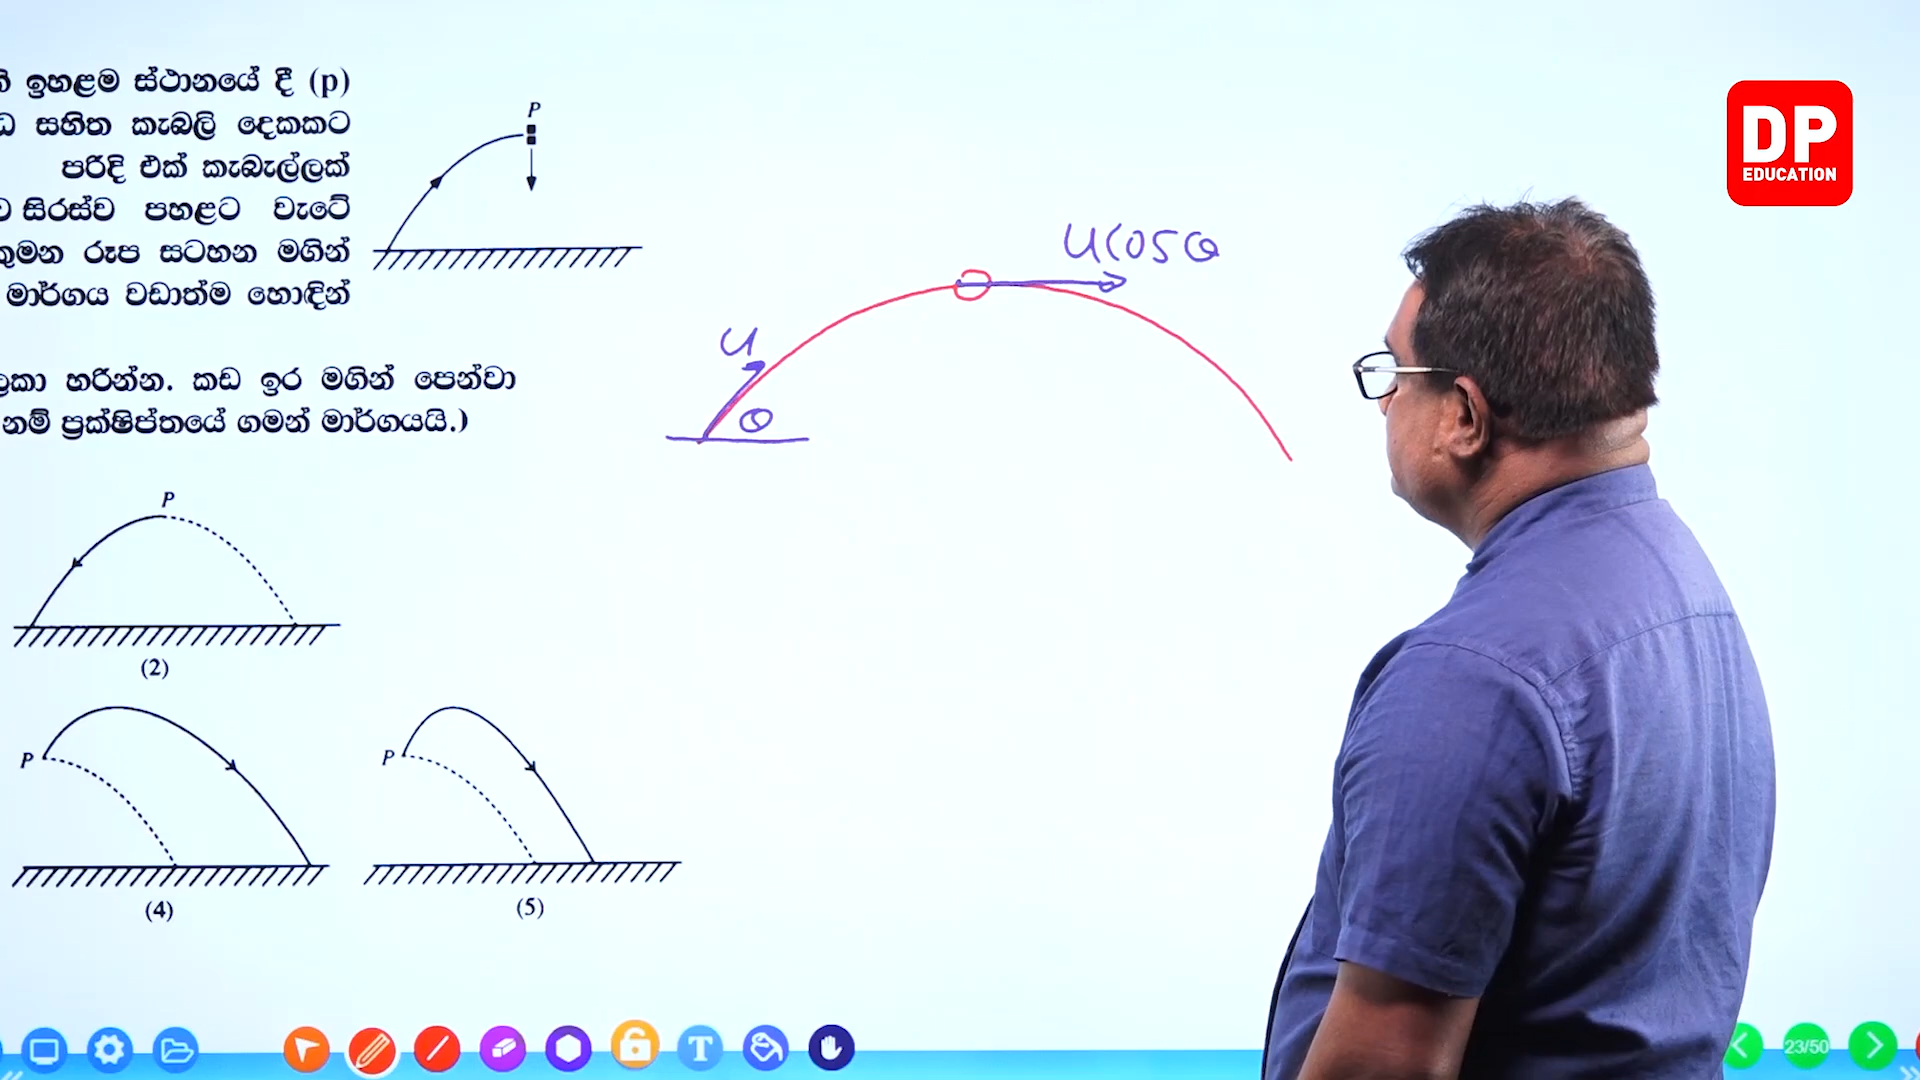 ඉහළම ස්ථානයේ දී (p)
සහිත කැබලි දෙකකට
පරිදි එක් කැබැල්ලක්
සිරස්ව පහළට වැටේ
රූප සටහන මගින්
මාර්ගය වඩාත්ම හොඳින්
හරින්න. කඩ ඉර මගින් පෙන්වා
නම් ප්‍රක්ෂිප්තයේ ගමන් මාර්ගයයි.)
P
u
θ
u cos θ
DP
EDUCATION
P
(2)
P
(4)
P
(5)
T
23/50